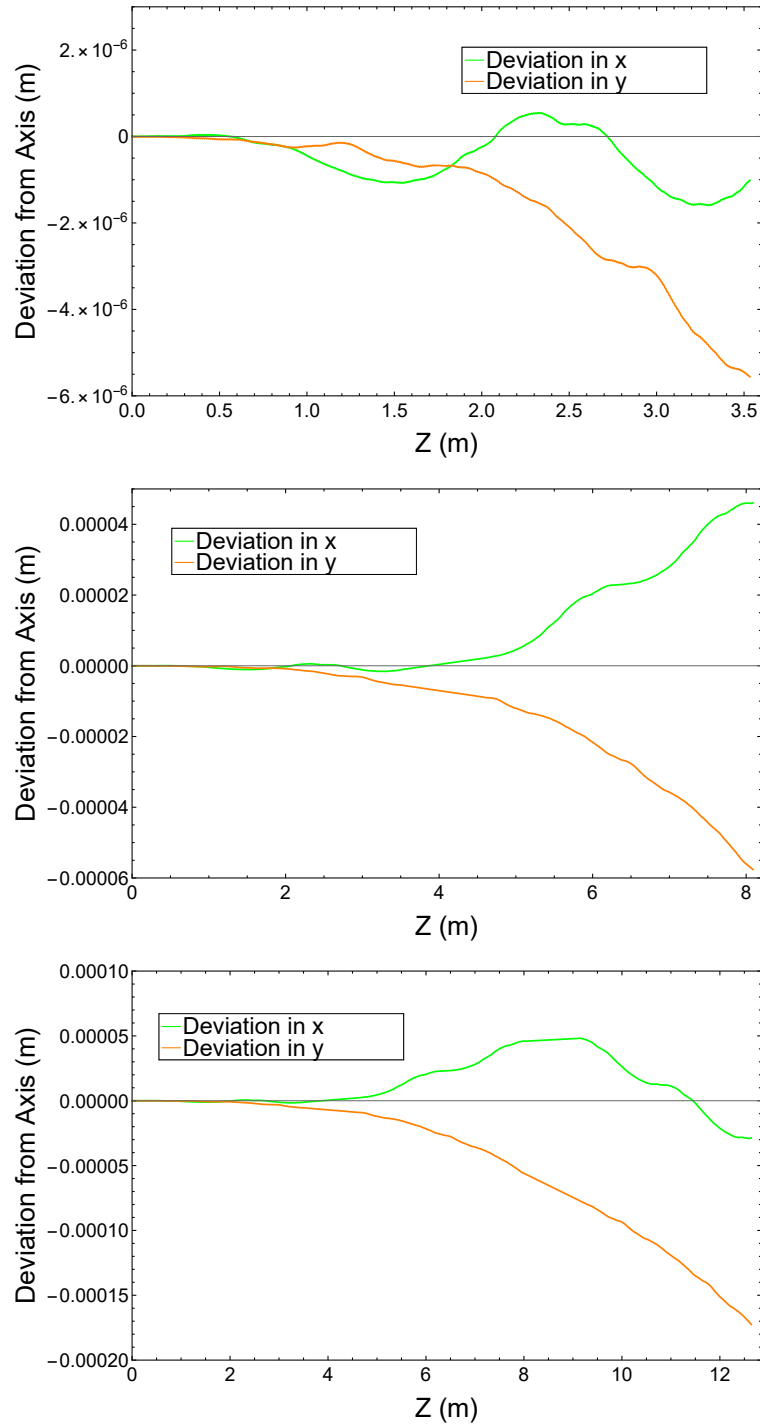 2.×10⁻⁶
0
−2.×10⁻⁶
−4.×10⁻⁶
−6.×10⁻⁶
Deviation from Axis (m)
Deviation in x
Deviation in y
0.0 0.5 1.0 1.5 2.0 2.5 3.0 3.5
Z (m)
0.00004
0.00002
0.00000
−0.00002
−0.00004
−0.00006
Deviation from Axis (m)
Deviation in x
Deviation in y
0 2 4 6 8
Z (m)
0.00010
0.00005
0.00000
−0.00005
−0.00010
−0.00015
−0.00020
Deviation from Axis (m)
Deviation in x
Deviation in y
0 2 4 6 8 10 12
Z (m)